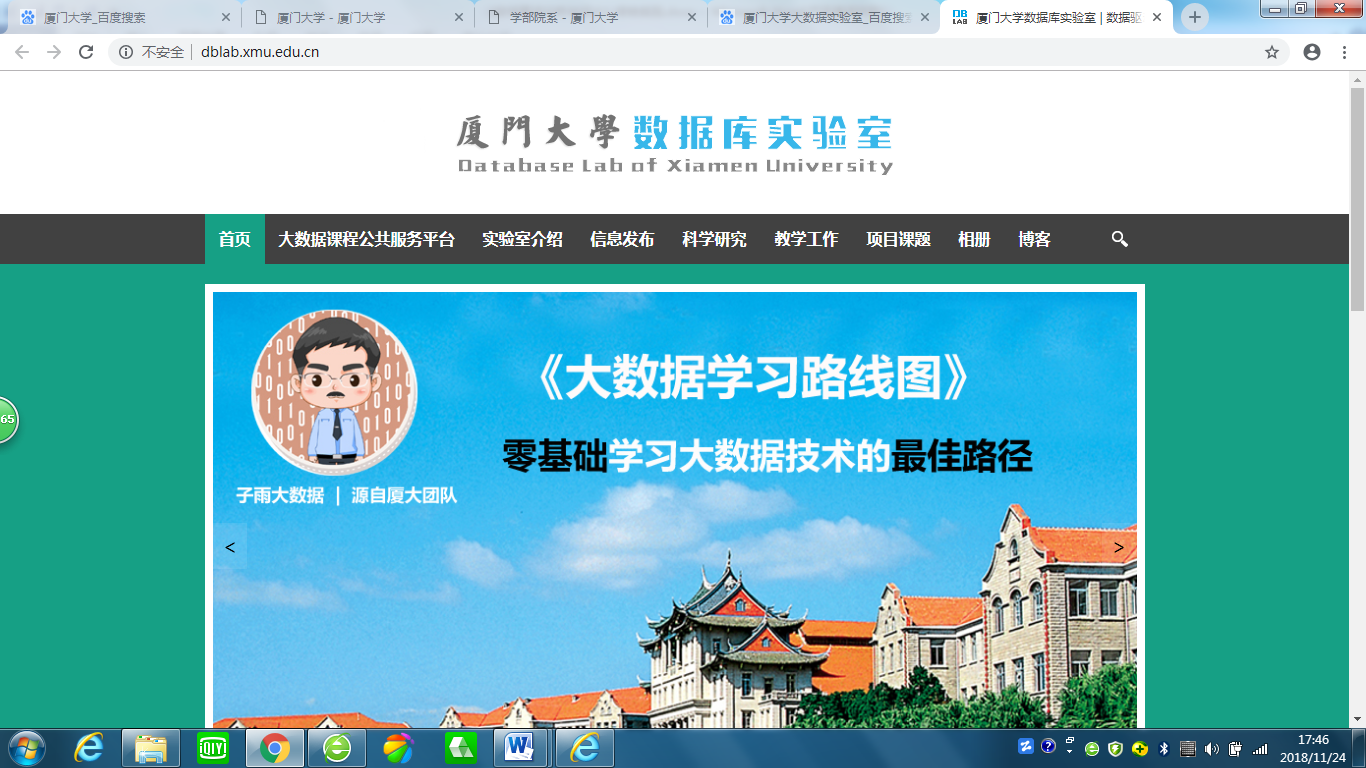 厦门大学_百度搜索
厦门大学 - 厦门大学
学部院系 - 厦门大学
厦门大学大数据实验室_百度搜索
厦门大学数据库实验室 | 数据驱
不安全 dblab.xmu.edu.cn
DB
LAB
厦門大學 数据库实验室
Database Lab of Xiamen University
首页 大数据课程公共服务平台 实验室介绍 信息发布 科学研究 教学工作 项目课题 相册 博客
《大数据学习路线图》
零基础学习大数据技术的最佳路径
子雨大数据 | 源自厦大团队
< >
65
iQIYI
17:46
2018/11/24